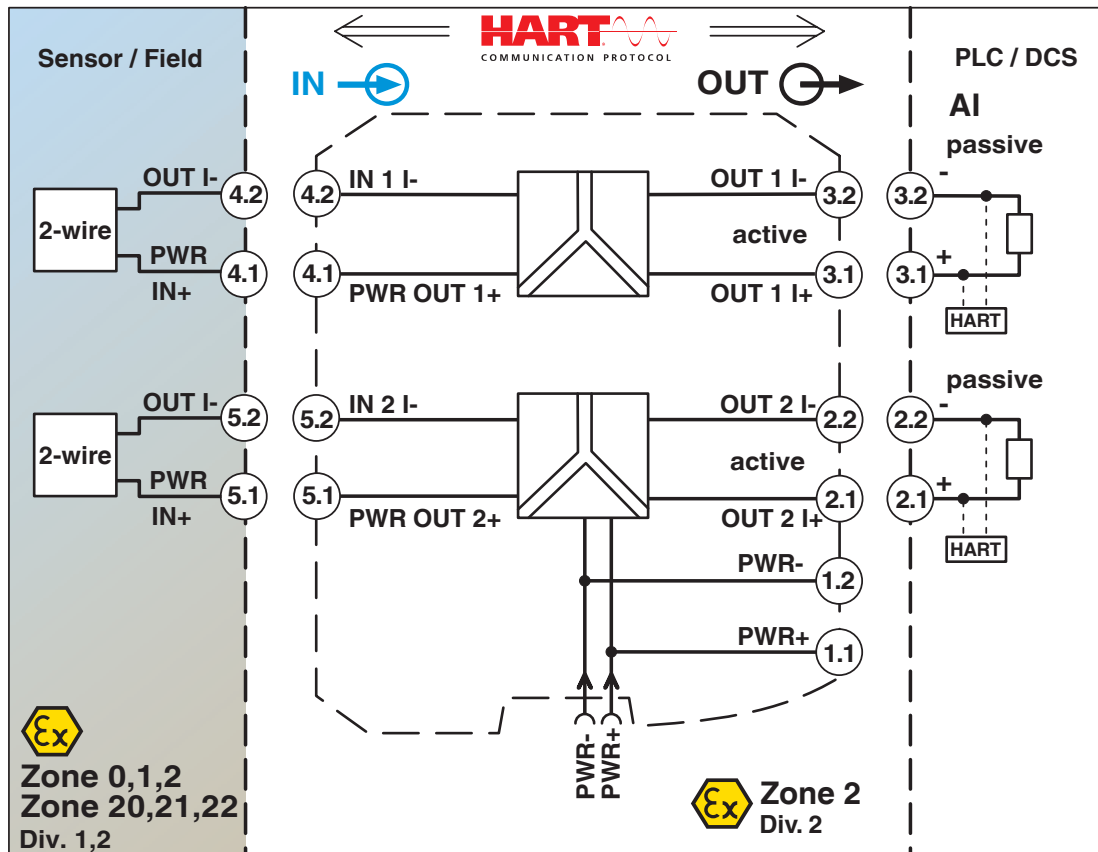 HART
COMMUNICATION PROTOCOL
Sensor / Field
PLC / DCS
IN
OUT
AI
passive
OUT I-
4.2
4.2
IN 1 I-
OUT 1 I-
3.2
3.2
-
2-wire
PWR
IN+
4.1
4.1
PWR OUT 1+
active
OUT 1 I+
3.1
3.1
+
HART
passive
OUT I-
5.2
5.2
IN 2 I-
OUT 2 I-
2.2
2.2
-
2-wire
PWR
IN+
5.1
5.1
PWR OUT 2+
active
OUT 2 I+
2.1
2.1
+
HART
PWR-
1.2
PWR+
1.1
PWR-
PWR+
Ex
Zone 0,1,2
Zone 20,21,22
Div. 1,2
Ex
Zone 2
Div. 2